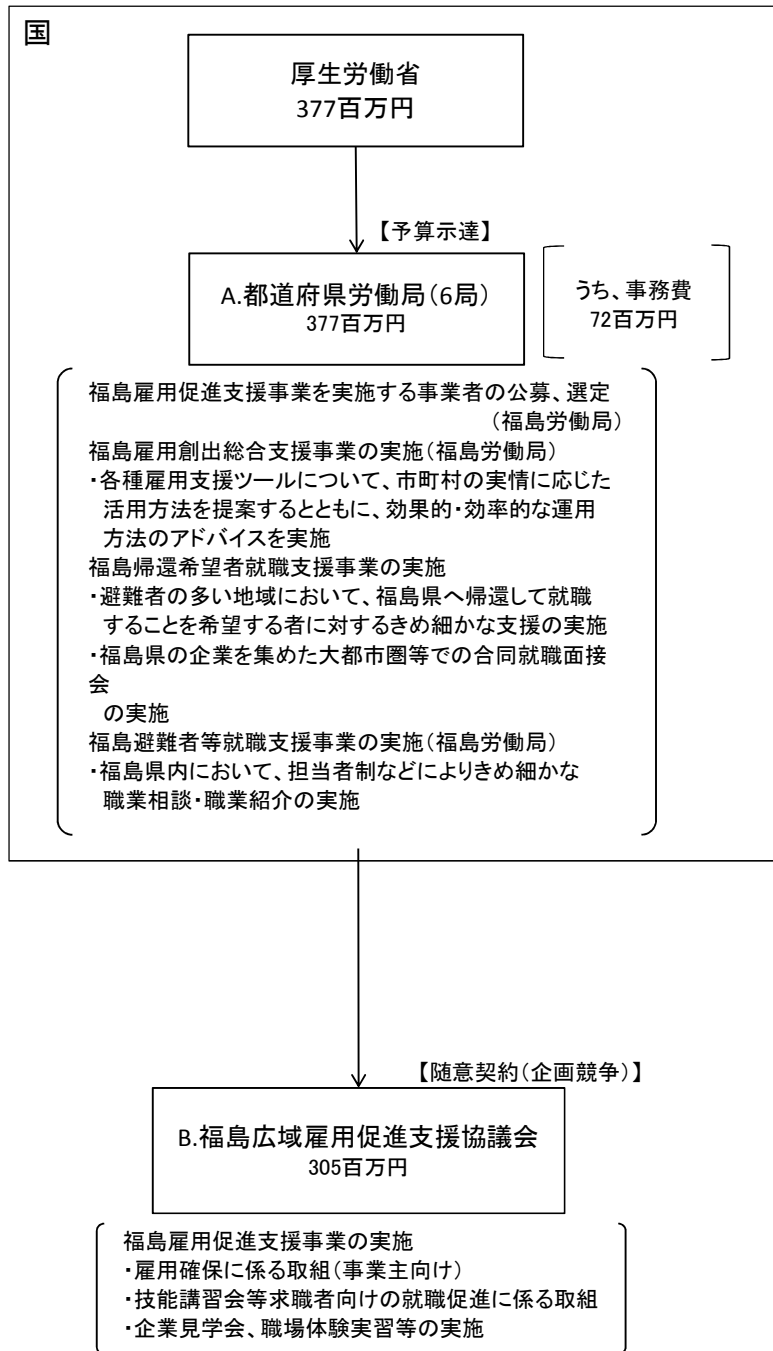 国
厚生労働省
377百万円
【予算示達】
A.都道府県労働局(6局)
377百万円
うち、事務費
72百万円
福島雇用促進支援事業を実施する事業者の公募、選定
(福島労働局)
福島雇用創出総合支援事業の実施(福島労働局)
・各種雇用支援ツールについて、市町村の実情に応じた
活用方法を提案するとともに、効果的・効率的な運用
方法のアドバイスを実施
福島帰還希望者就職支援事業の実施
・避難者の多い地域において、福島県へ帰還して就職
することを希望する者に対するきめ細かな支援の実施
・福島県の企業を集めた大都市圏等での合同就職面接
会
の実施
福島避難者等就職支援事業の実施(福島労働局)
・福島県内において、担当者制などによりきめ細かな
職業相談・職業紹介の実施
【随意契約(企画競争)】
B.福島広域雇用促進支援協議会
305百万円
福島雇用促進支援事業の実施
・雇用確保に係る取組(事業主向け)
・技能講習会等求職者向けの就職促進に係る取組
・企業見学会、職場体験実習等の実施